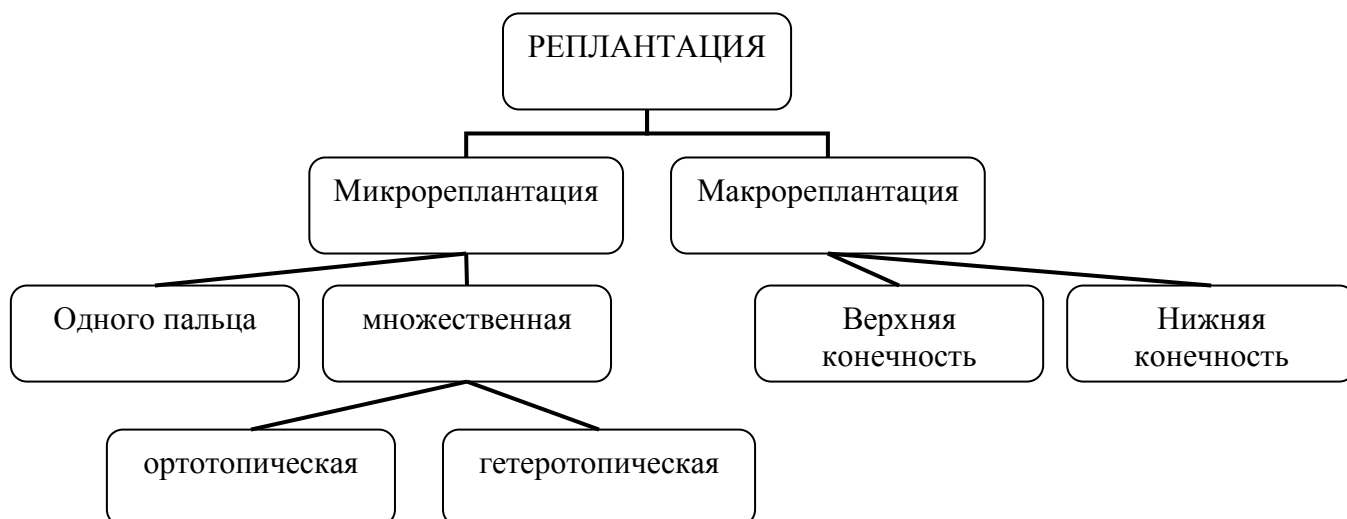 РЕПЛАНТАЦИЯ
Микрореплантация
Макрореплантация
Одного пальца
множественная
Верхняя
конечность
Нижняя
конечность
ортотопическая
гетеротопическая